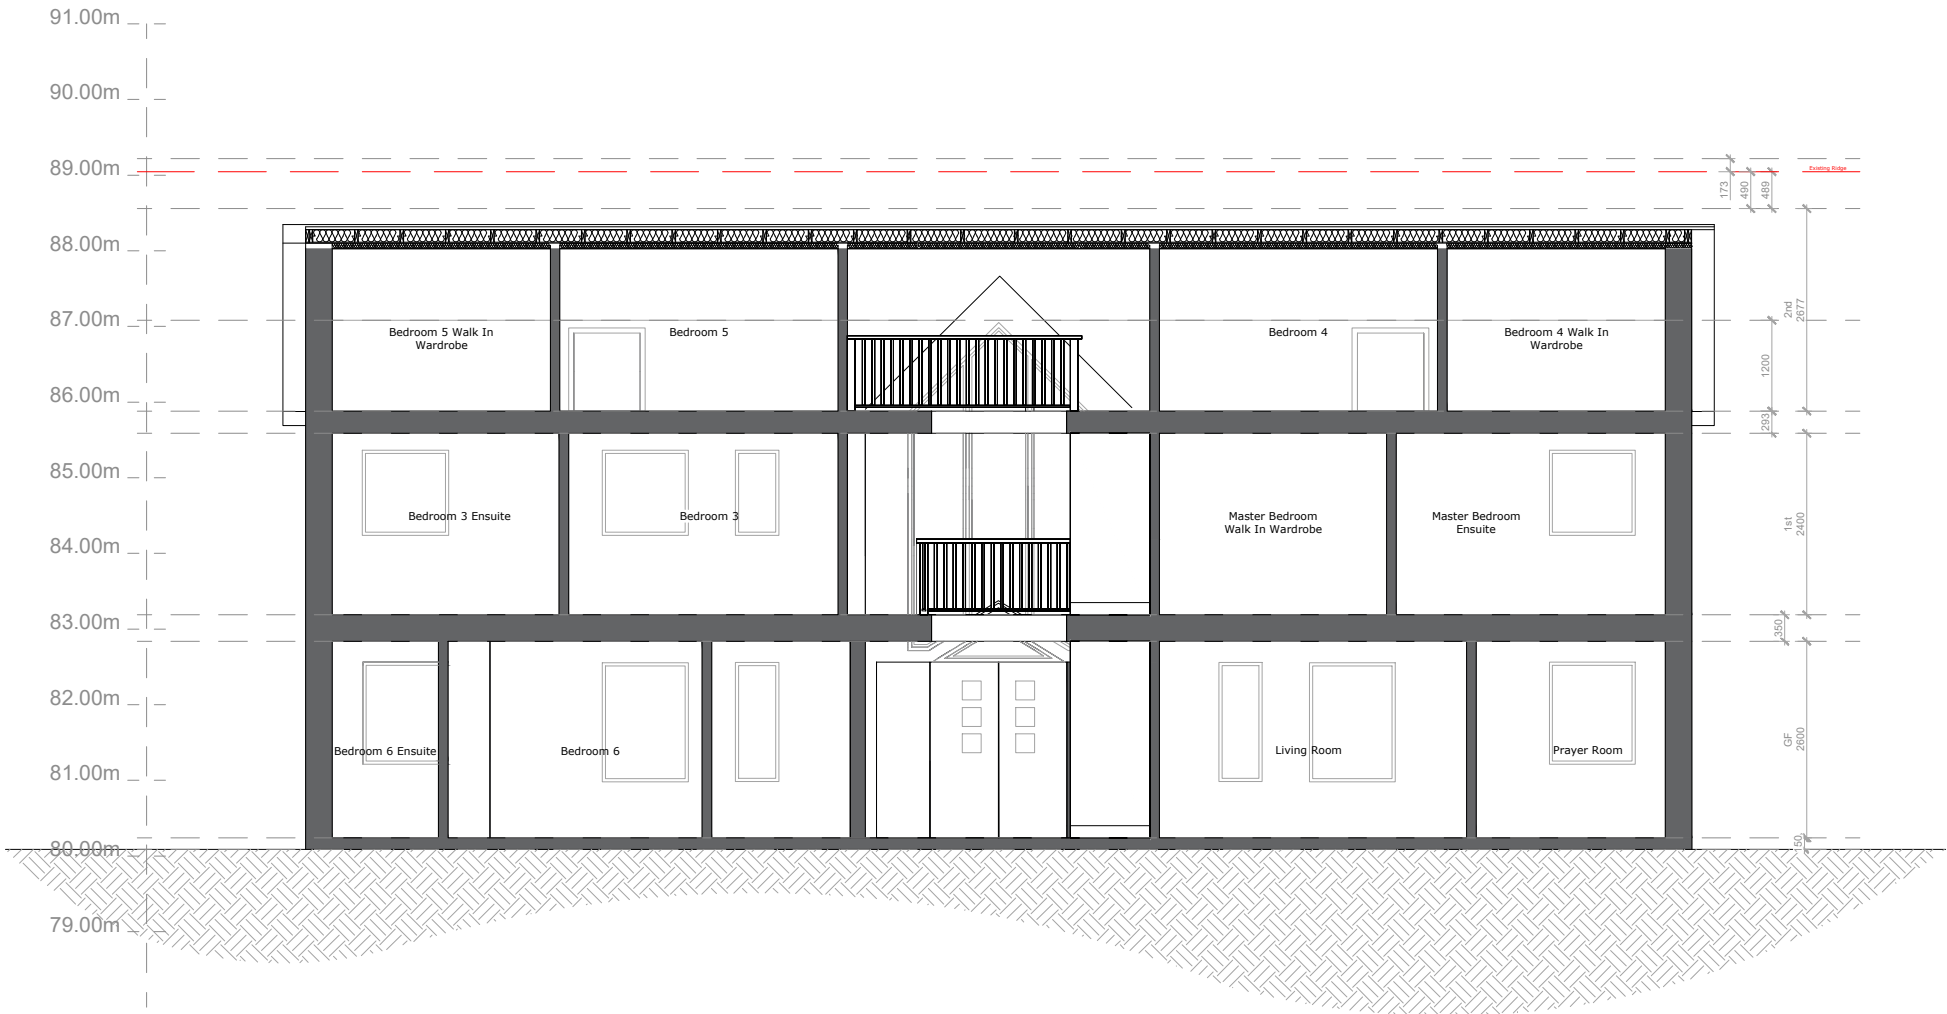 91.00m
90.00m
89.00m
88.00m
87.00m
86.00m
85.00m
84.00m
83.00m
82.00m
81.00m
80.00m
79.00m
Existing Ridge
173
490
489
2nd
2677
1200
293
1st
2400
350
GF
2600
Bedroom 5 Walk In
Wardrobe
Bedroom 5
Bedroom 4
Bedroom 4 Walk In
Wardrobe
Bedroom 3 Ensuite
Bedroom 3
Master Bedroom
Walk In Wardrobe
Master Bedroom
Ensuite
Bedroom 6 Ensuite
Bedroom 6
Living Room
Prayer Room